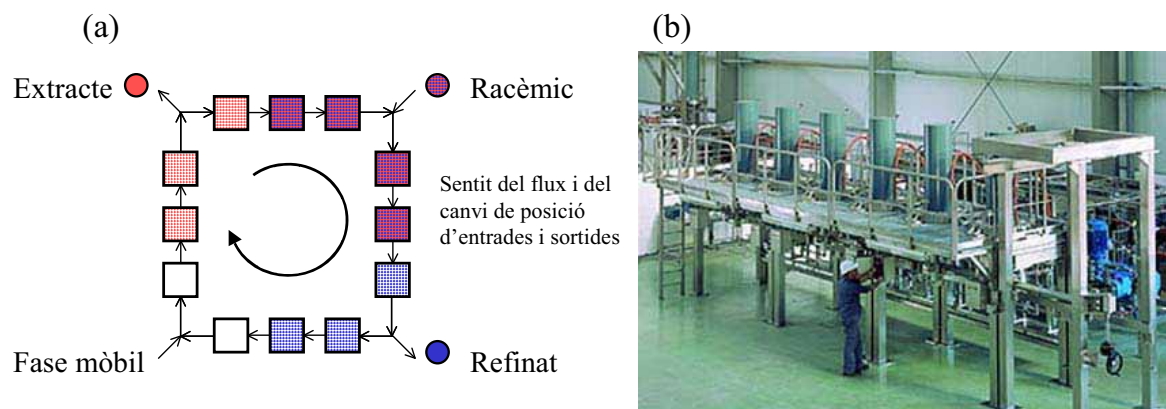 (a)
(b)
Extracte
Racèmic
Sentit del flux i del
canvi de posició
d'entrades i sortides
Fase mòbil
Refinat